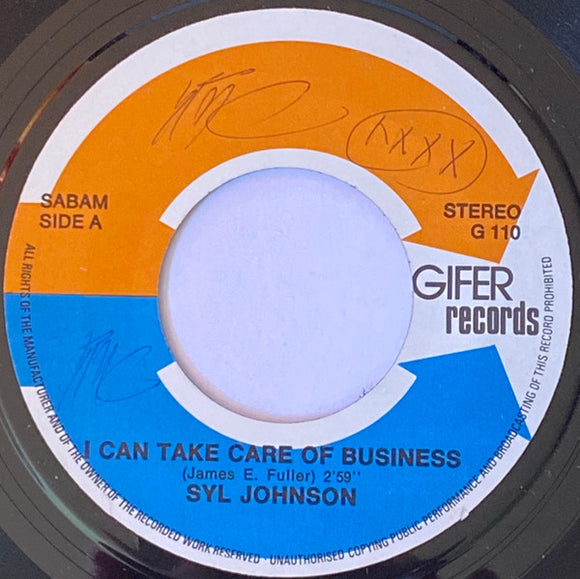 SABAM
SIDE A
STEREO
G 110
GIFER
records
I CAN TAKE CARE OF BUSINESS
(James E. Fuller) 2'59''
SYL JOHNSON
ALL RIGHTS OF THE MANUFACTURER AND OF THE OWNER OF THE RECORDED WORK RESERVED - UNAUTHORISED COPYING PUBLIC PERFORMANCE AND BROADCASTING OF THIS RECORD PROHIBITED